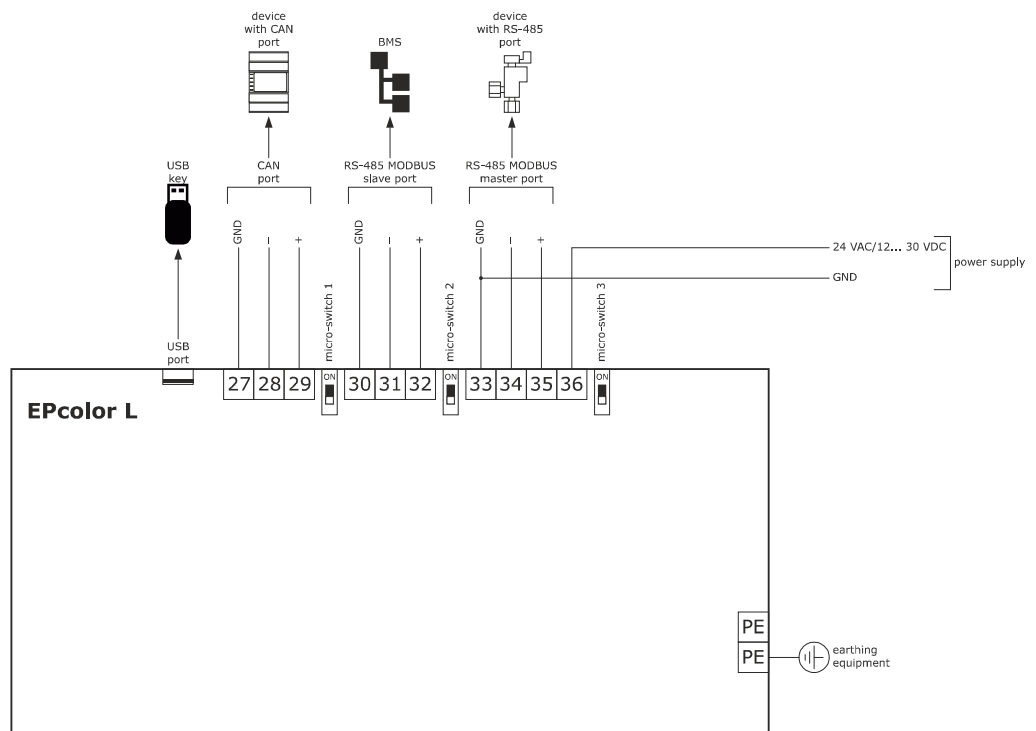 device
with CAN
port
BMS
device
with RS-485
port
USB
key
CAN
port
RS-485 MODBUS
slave port
RS-485 MODBUS
master port
GND
–
+
GND
–
+
GND
–
+
24 VAC/12... 30 VDC
GND
power supply
micro-switch 1
micro-switch 2
micro-switch 3
USB
port
27 28 29 ON 30 31 32 ON 33 34 35 36 ON
EPcolor L
PE
PE
earthing
equipment